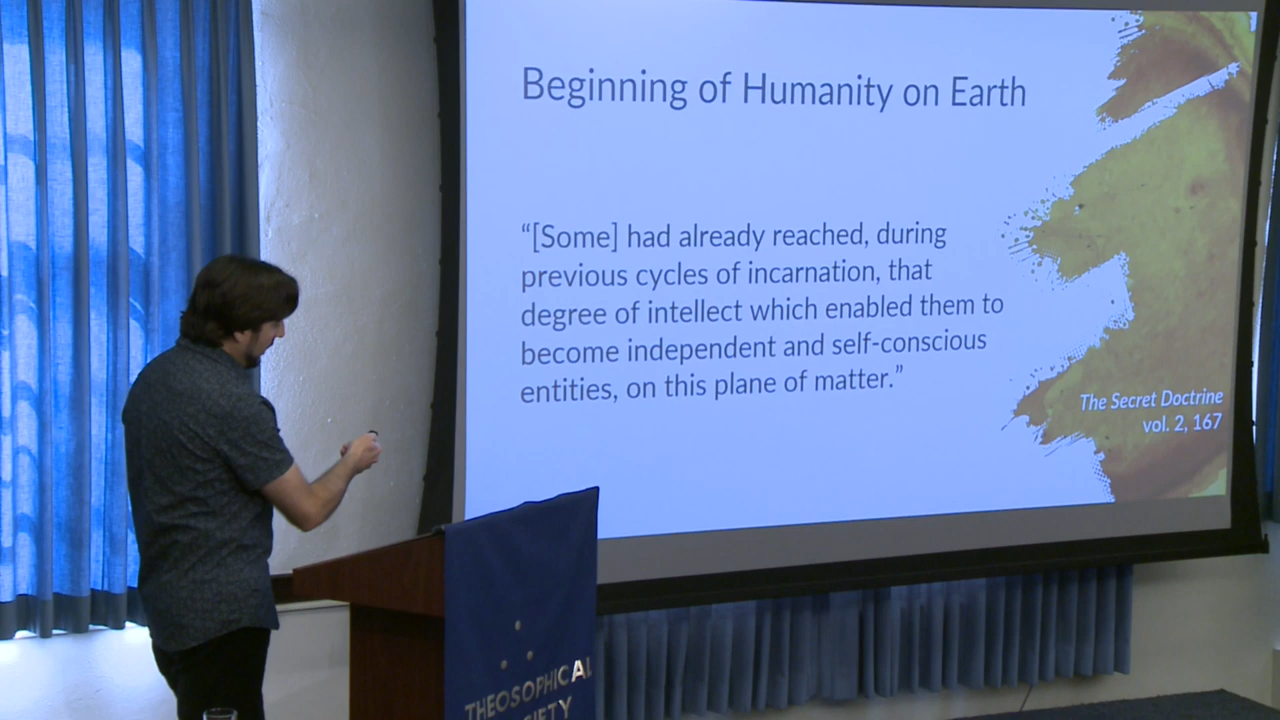 Beginning of Humanity on Earth
“[Some] had already reached, during
previous cycles of incarnation, that
degree of intellect which enabled them to
become independent and self-conscious
entities, on this plane of matter.”
The Secret Doctrine
vol. 2, 167
THEOSOPHICAL